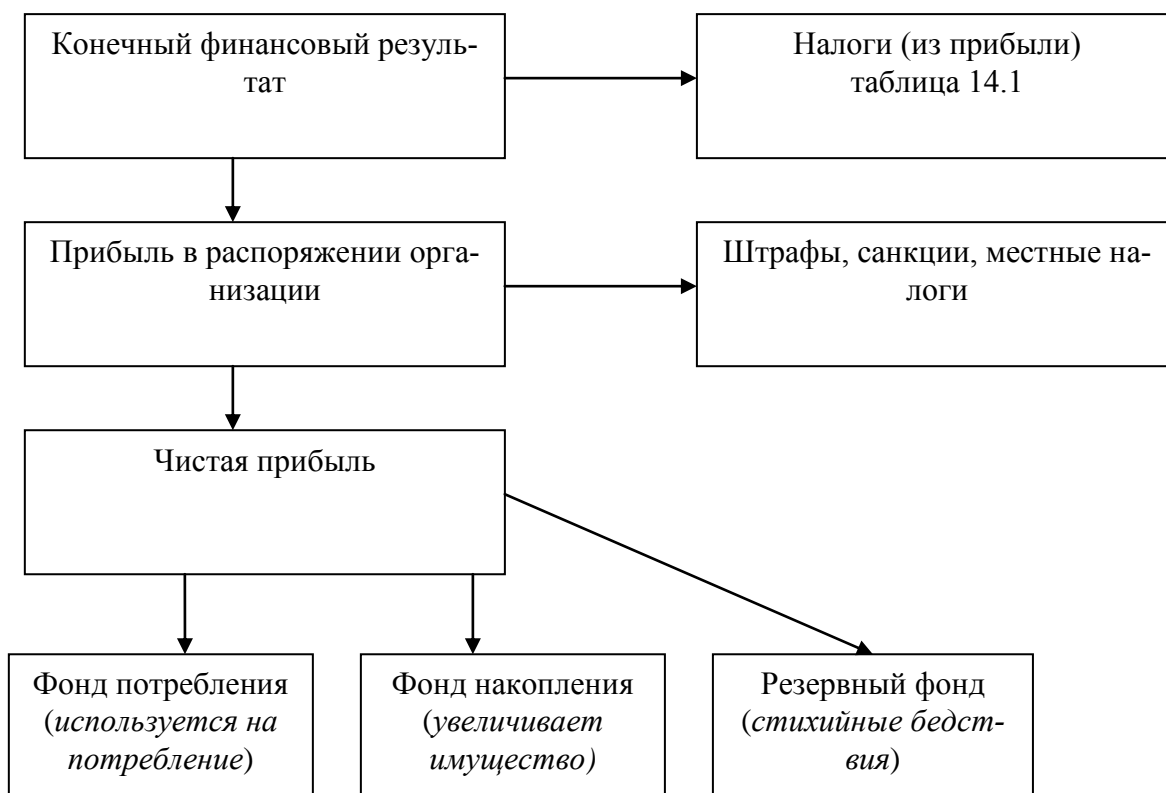 Конечный финансовый резуль-
тат
Налоги (из прибыли)
таблица 14.1
Прибыль в распоряжении орга-
низации
Штрафы, санкции, местные на-
логи
Чистая прибыль
Фонд потребления
(используется на
потребление)
Фонд накопления
(увеличивает
имущество)
Резервный фонд
(стихийные бедст-
вия)